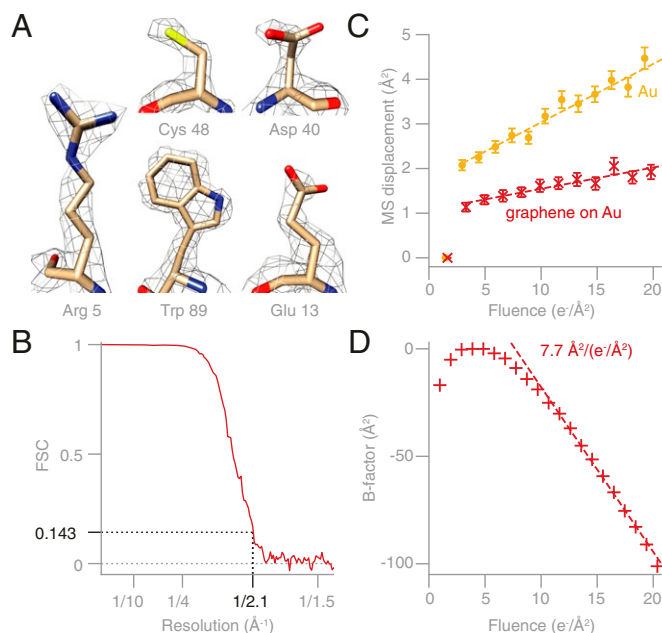 A
Cys 48
Asp 40
Arg 5
Trp 89
Glu 13
B
1
0.5
0.143
0
FSC
1/10
1/4
1/2.1
1/1.5
Resolution (Å⁻¹)
C
5
4
3
2
1
0
MS displacement (Å²)
Au
graphene on Au
0
5
10
15
20
Fluence (e⁻/Å²)
D
0
-50
-100
B-factor (Å²)
7.7 Å²/(e⁻/Å²)
0
5
10
15
20
Fluence (e⁻/Å²)